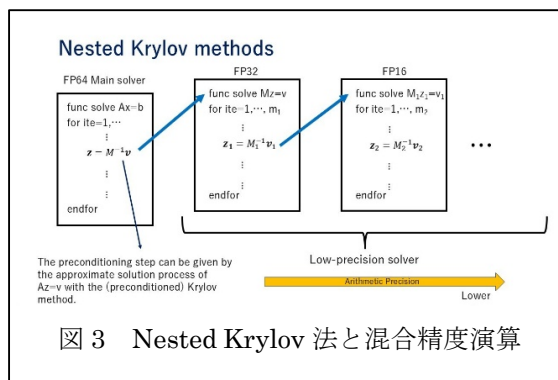 Nested Krylov methods
FP64 Main solver
func solve Ax=b
for ite=1,…
⋮
z = M⁻¹v
⋮
⋮
endfor
FP32
func solve Mz=v
for ite=1,…, m₁
⋮
z₁ = M₁⁻¹v₁
⋮
⋮
endfor
FP16
func solve M₁z₁=v₁
for ite=1,…, m₂
⋮
z₂ = M₂⁻¹v₂
⋮
⋮
endfor
…
The preconditioning step can be given by
the approximate solution process of
Az=v with the (preconditioned) Krylov
method.
Low-precision solver
Arithmetic Precision
Lower
図 3 Nested Krylov 法と混合精度演算